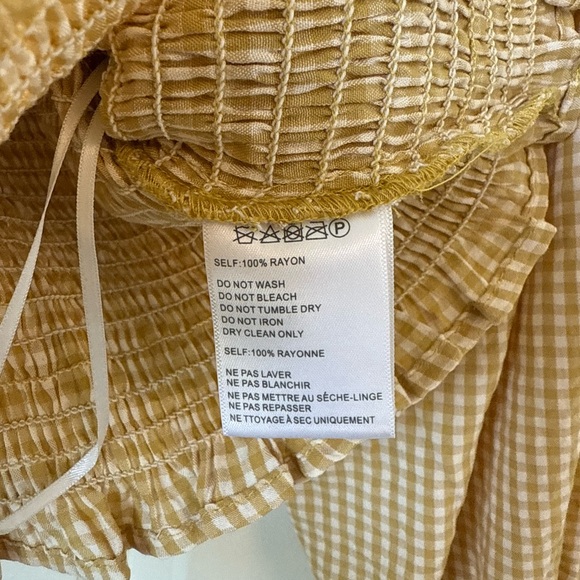 P
SELF:100% RAYON
DO NOT WASH
DO NOT BLEACH
DO NOT TUMBLE DRY
DO NOT IRON
DRY CLEAN ONLY
SELF:100% RAYONNE
NE PAS LAVER
NE PAS BLANCHIR
NE PAS METTRE AU SÈCHE-LINGE
NE PAS REPASSER
NE TTOYAGE À SEC UNIQUEMENT